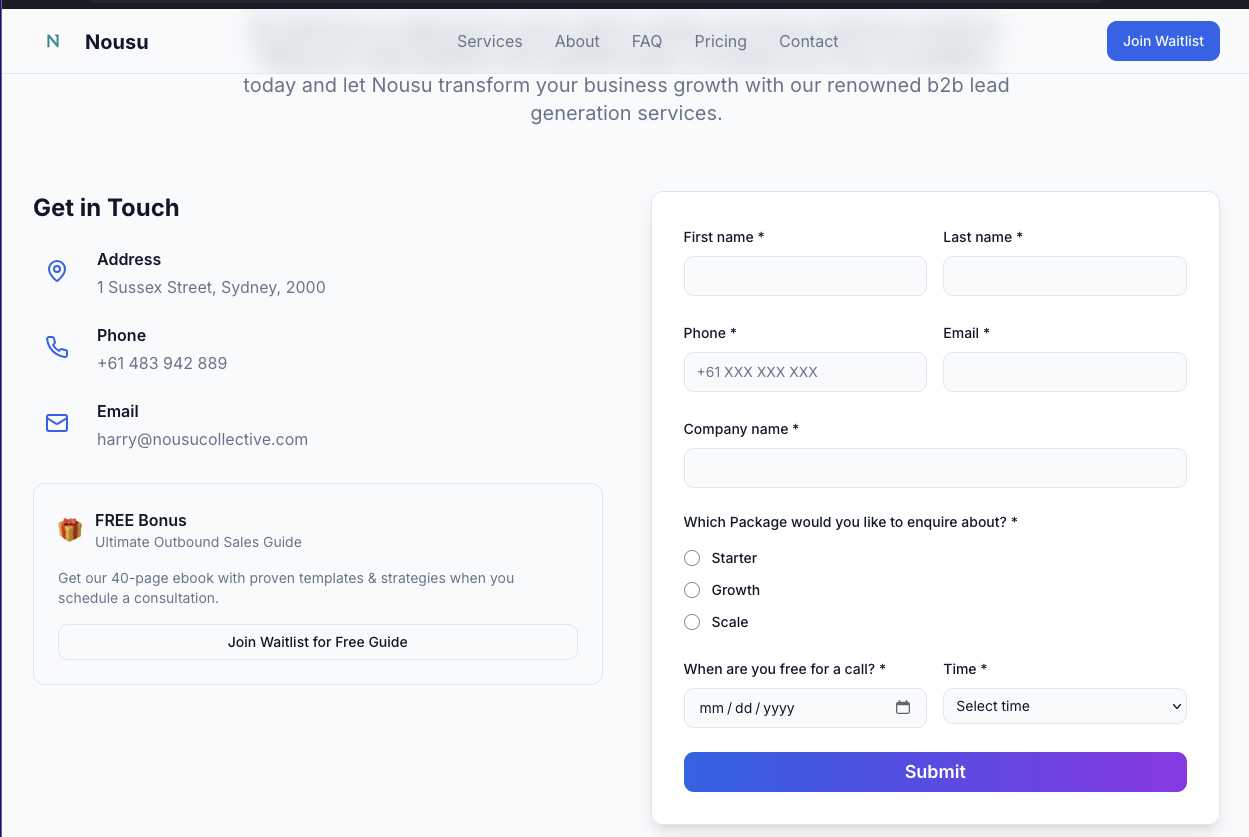 N Nousu
Services About FAQ Pricing Contact
Join Waitlist
today and let Nousu transform your business growth with our renowned b2b lead
generation services.
Get in Touch
Address
1 Sussex Street, Sydney, 2000
Phone
+61 483 942 889
Email
harry@nousucollective.com
FREE Bonus
Ultimate Outbound Sales Guide
Get our 40-page ebook with proven templates & strategies when you
schedule a consultation.
Join Waitlist for Free Guide
First name * Last name *
Phone * Email *
+61 XXX XXX XXX
Company name *
Which Package would you like to enquire about? *
Starter
Growth
Scale
When are you free for a call? * Time *
mm / dd / yyyy Select time
Submit